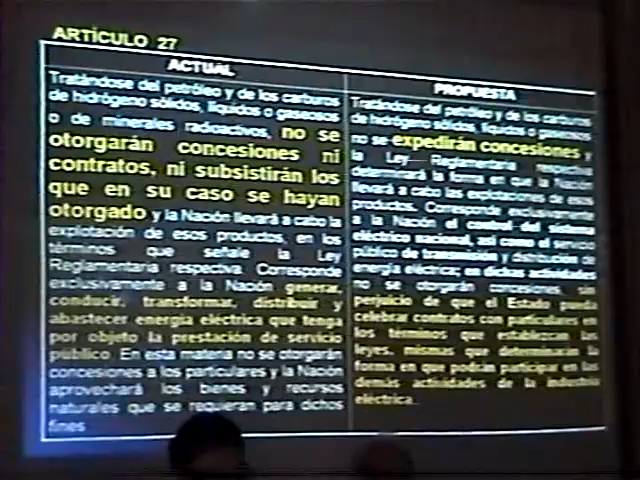 ARTÍCULO 27
ACTUAL
Tratándose del petróleo y de los carburos
de hidrógeno sólidos, líquidos o gaseosos
o de minerales radioactivos, no se
otorgarán concesiones ni
contratos, ni subsistirán los
que en su caso se hayan
otorgado y la Nación llevará a cabo la
explotación de esos productos, en los
términos que señale la Ley
Reglamentaria respectiva. Corresponde
exclusivamente a la Nación generar,
conducir, transformar, distribuir y
abastecer energía eléctrica que tenga
por objeto la prestación de servicio
público. En esta materia no se otorgarán
concesiones a los particulares y la Nación
aprovechará los bienes y recursos
naturales que se requieran para dichos
fines
PROPUESTA
Tratándose del petróleo y de los carburos
de hidrógeno sólidos, líquidos o gaseosos
no se expedirán concesiones y
la Ley Reglamentaria respectiva
determinará la forma en que la Nación
llevará a cabo las explotaciones de esos
productos. Corresponde exclusivamente
a la Nación el control del sistema
eléctrico nacional, así como el servicio
público de transmisión y distribución de
energía eléctrica; en dichas actividades
no se otorgarán concesiones, sin
perjuicio de que el Estado pueda
celebrar contratos con particulares en
los términos que establezcan las
leyes, mismas que determinarán la
forma en que podrán participar en las
demás actividades de la industria
eléctrica.